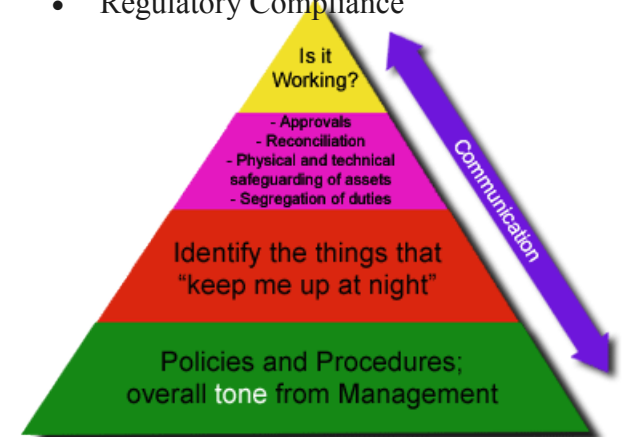 • Regulatory Compliance
Is it
Working?
- Approvals
- Reconciliation
- Physical and technical
safeguarding of assets
- Segregation of duties
Communication
Identify the things that
“keep me up at night”
Policies and Procedures;
overall tone from Management